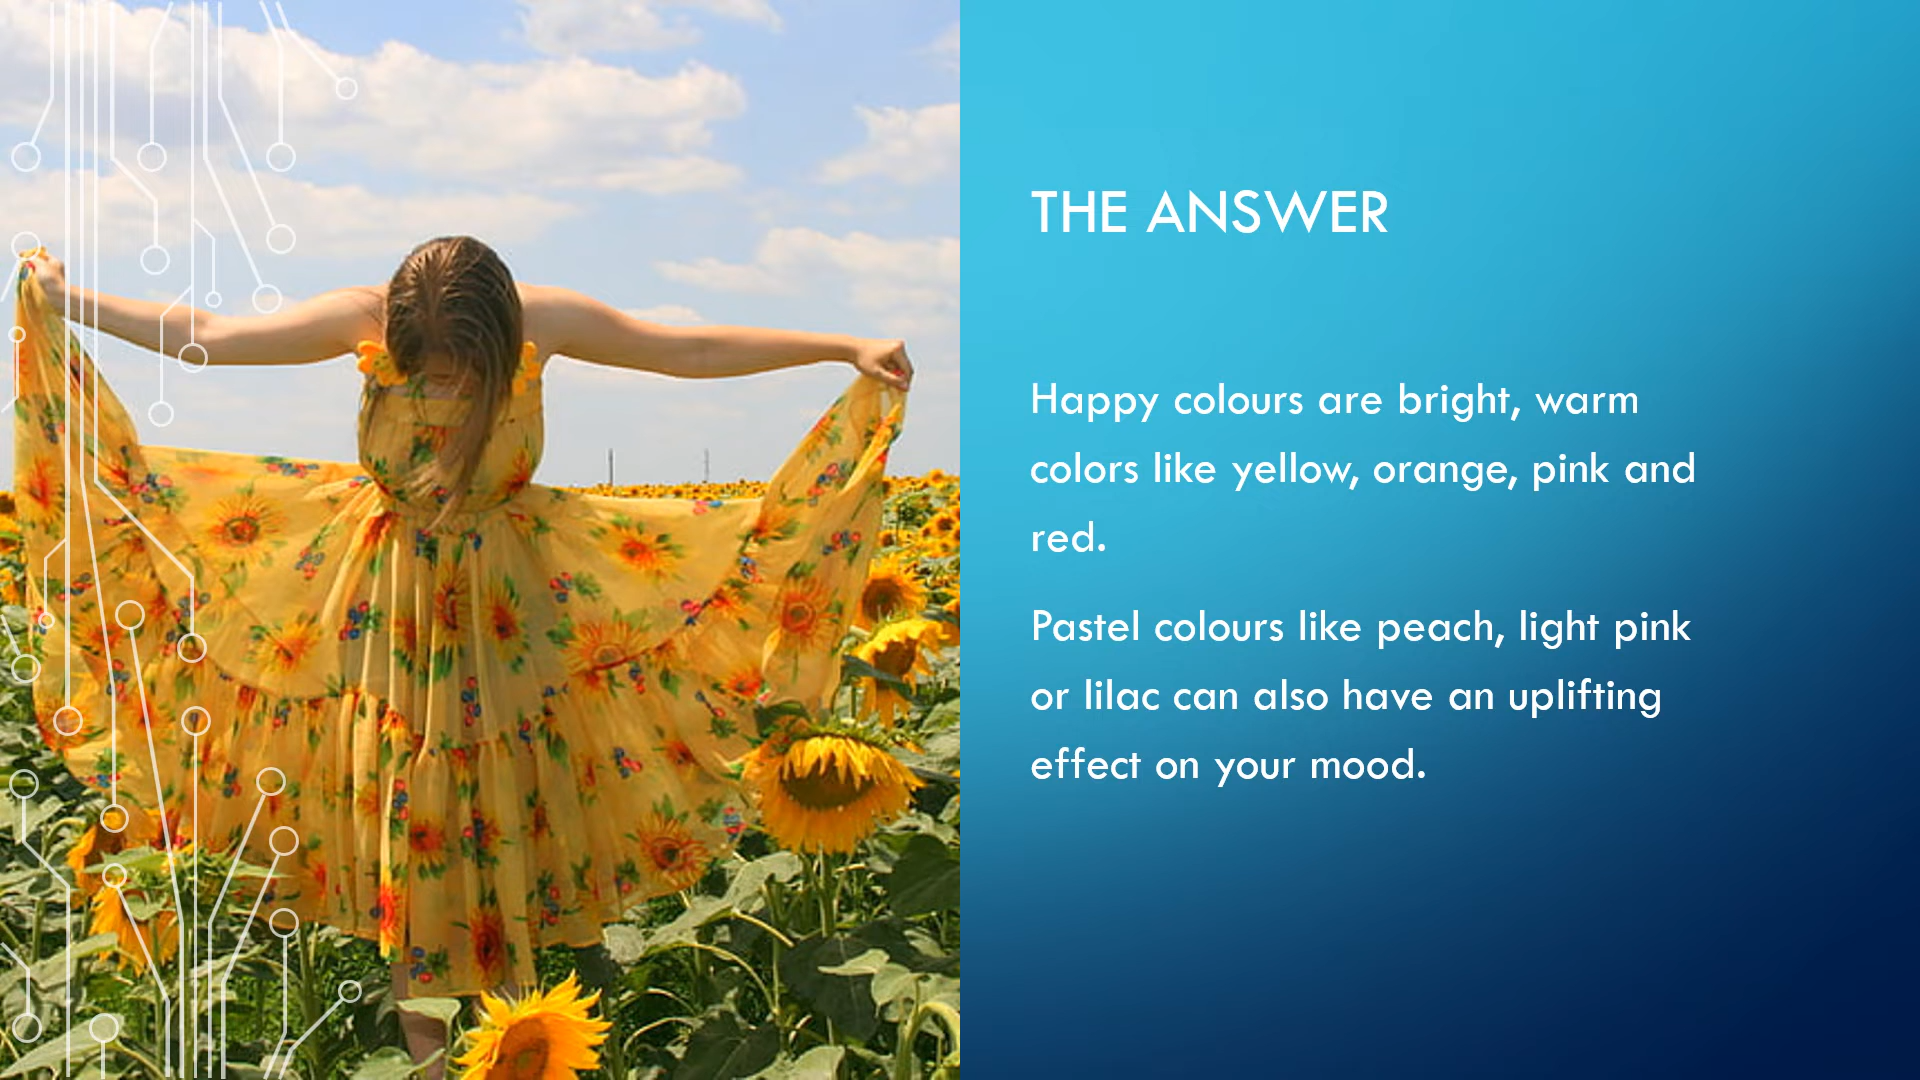 THE ANSWER
Happy colours are bright, warm
colors like yellow, orange, pink and
red.
Pastel colours like peach, light pink
or lilac can also have an uplifting
effect on your mood.